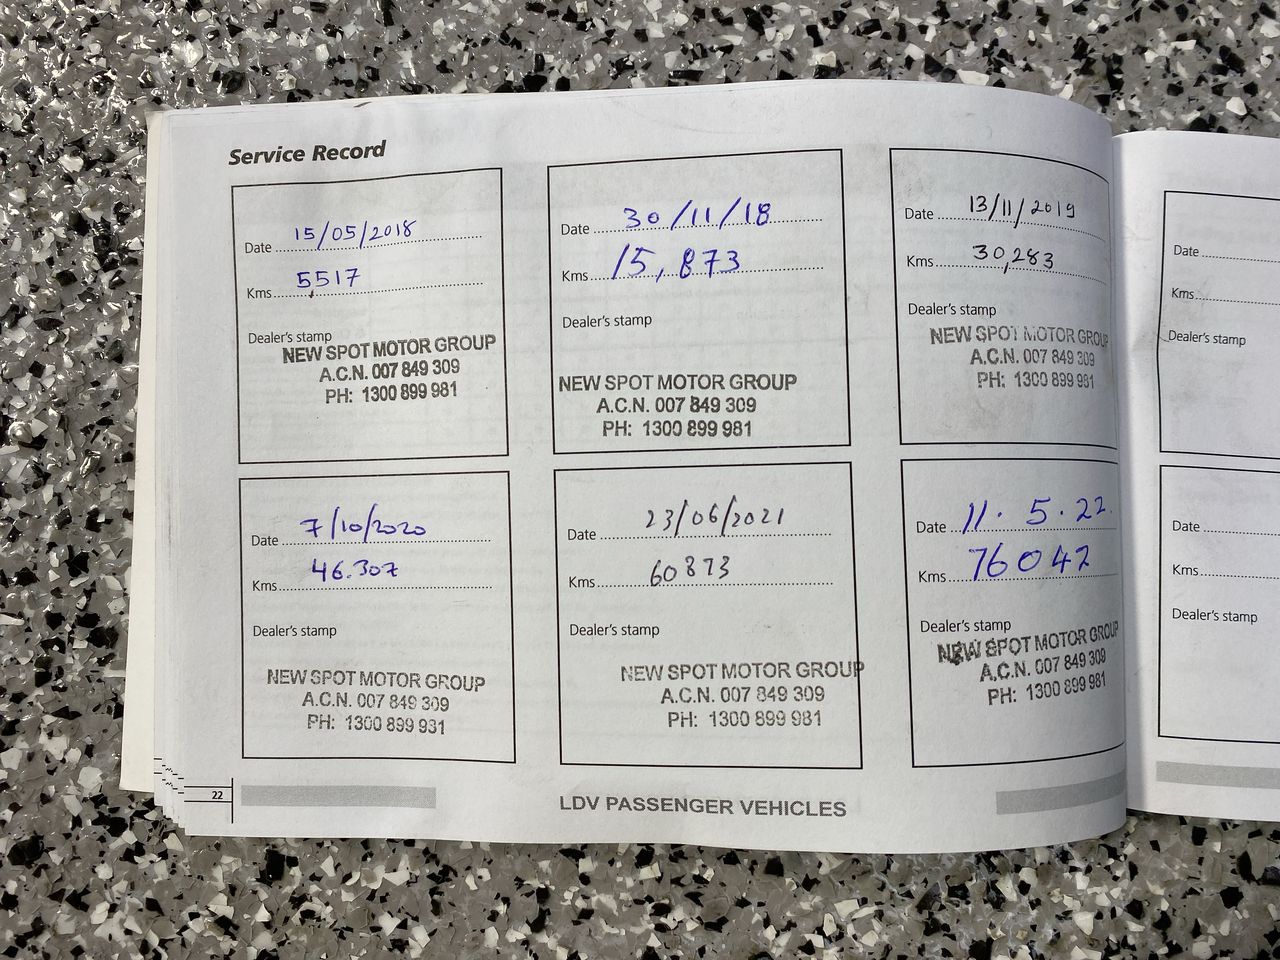 Service Record
Date 15/05/2018
Kms 5517
Dealer's stamp
NEW SPOT MOTOR GROUP
A.C.N. 007 849 309
PH: 1300 899 981
Date 30/11/18
Kms 15,873
Dealer's stamp
NEW SPOT MOTOR GROUP
A.C.N. 007 849 309
PH: 1300 899 981
Date 13/11/2019
Kms 30,283
Dealer's stamp
NEW SPOT MOTOR GROUP
A.C.N. 007 849 309
PH: 1300 899 981
Date 7/10/2020
Kms 46.307
Dealer's stamp
NEW SPOT MOTOR GROUP
A.C.N. 007 849 309
PH: 1300 899 981
Date 23/06/2021
Kms 60873
Dealer's stamp
NEW SPOT MOTOR GROUP
A.C.N. 007 849 309
PH: 1300 899 981
Date 11.5.22.
Kms 76042
Dealer's stamp
NEW SPOT MOTOR GROUP
A.C.N. 007 849 309
PH: 1300 899 981
22
LDV PASSENGER VEHICLES
Date
Kms
Dealer's stamp
Date
Kms
Dealer's stamp